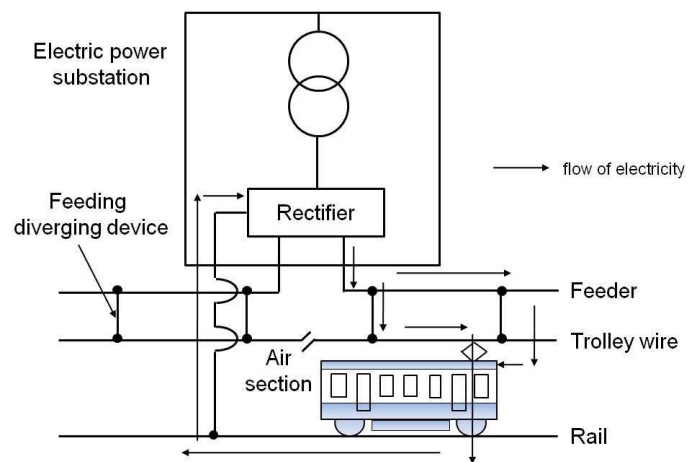 Electric power
substation
Rectifier
flow of electricity
Feeding
diverging device
Feeder
Trolley wire
Air
section
Rail